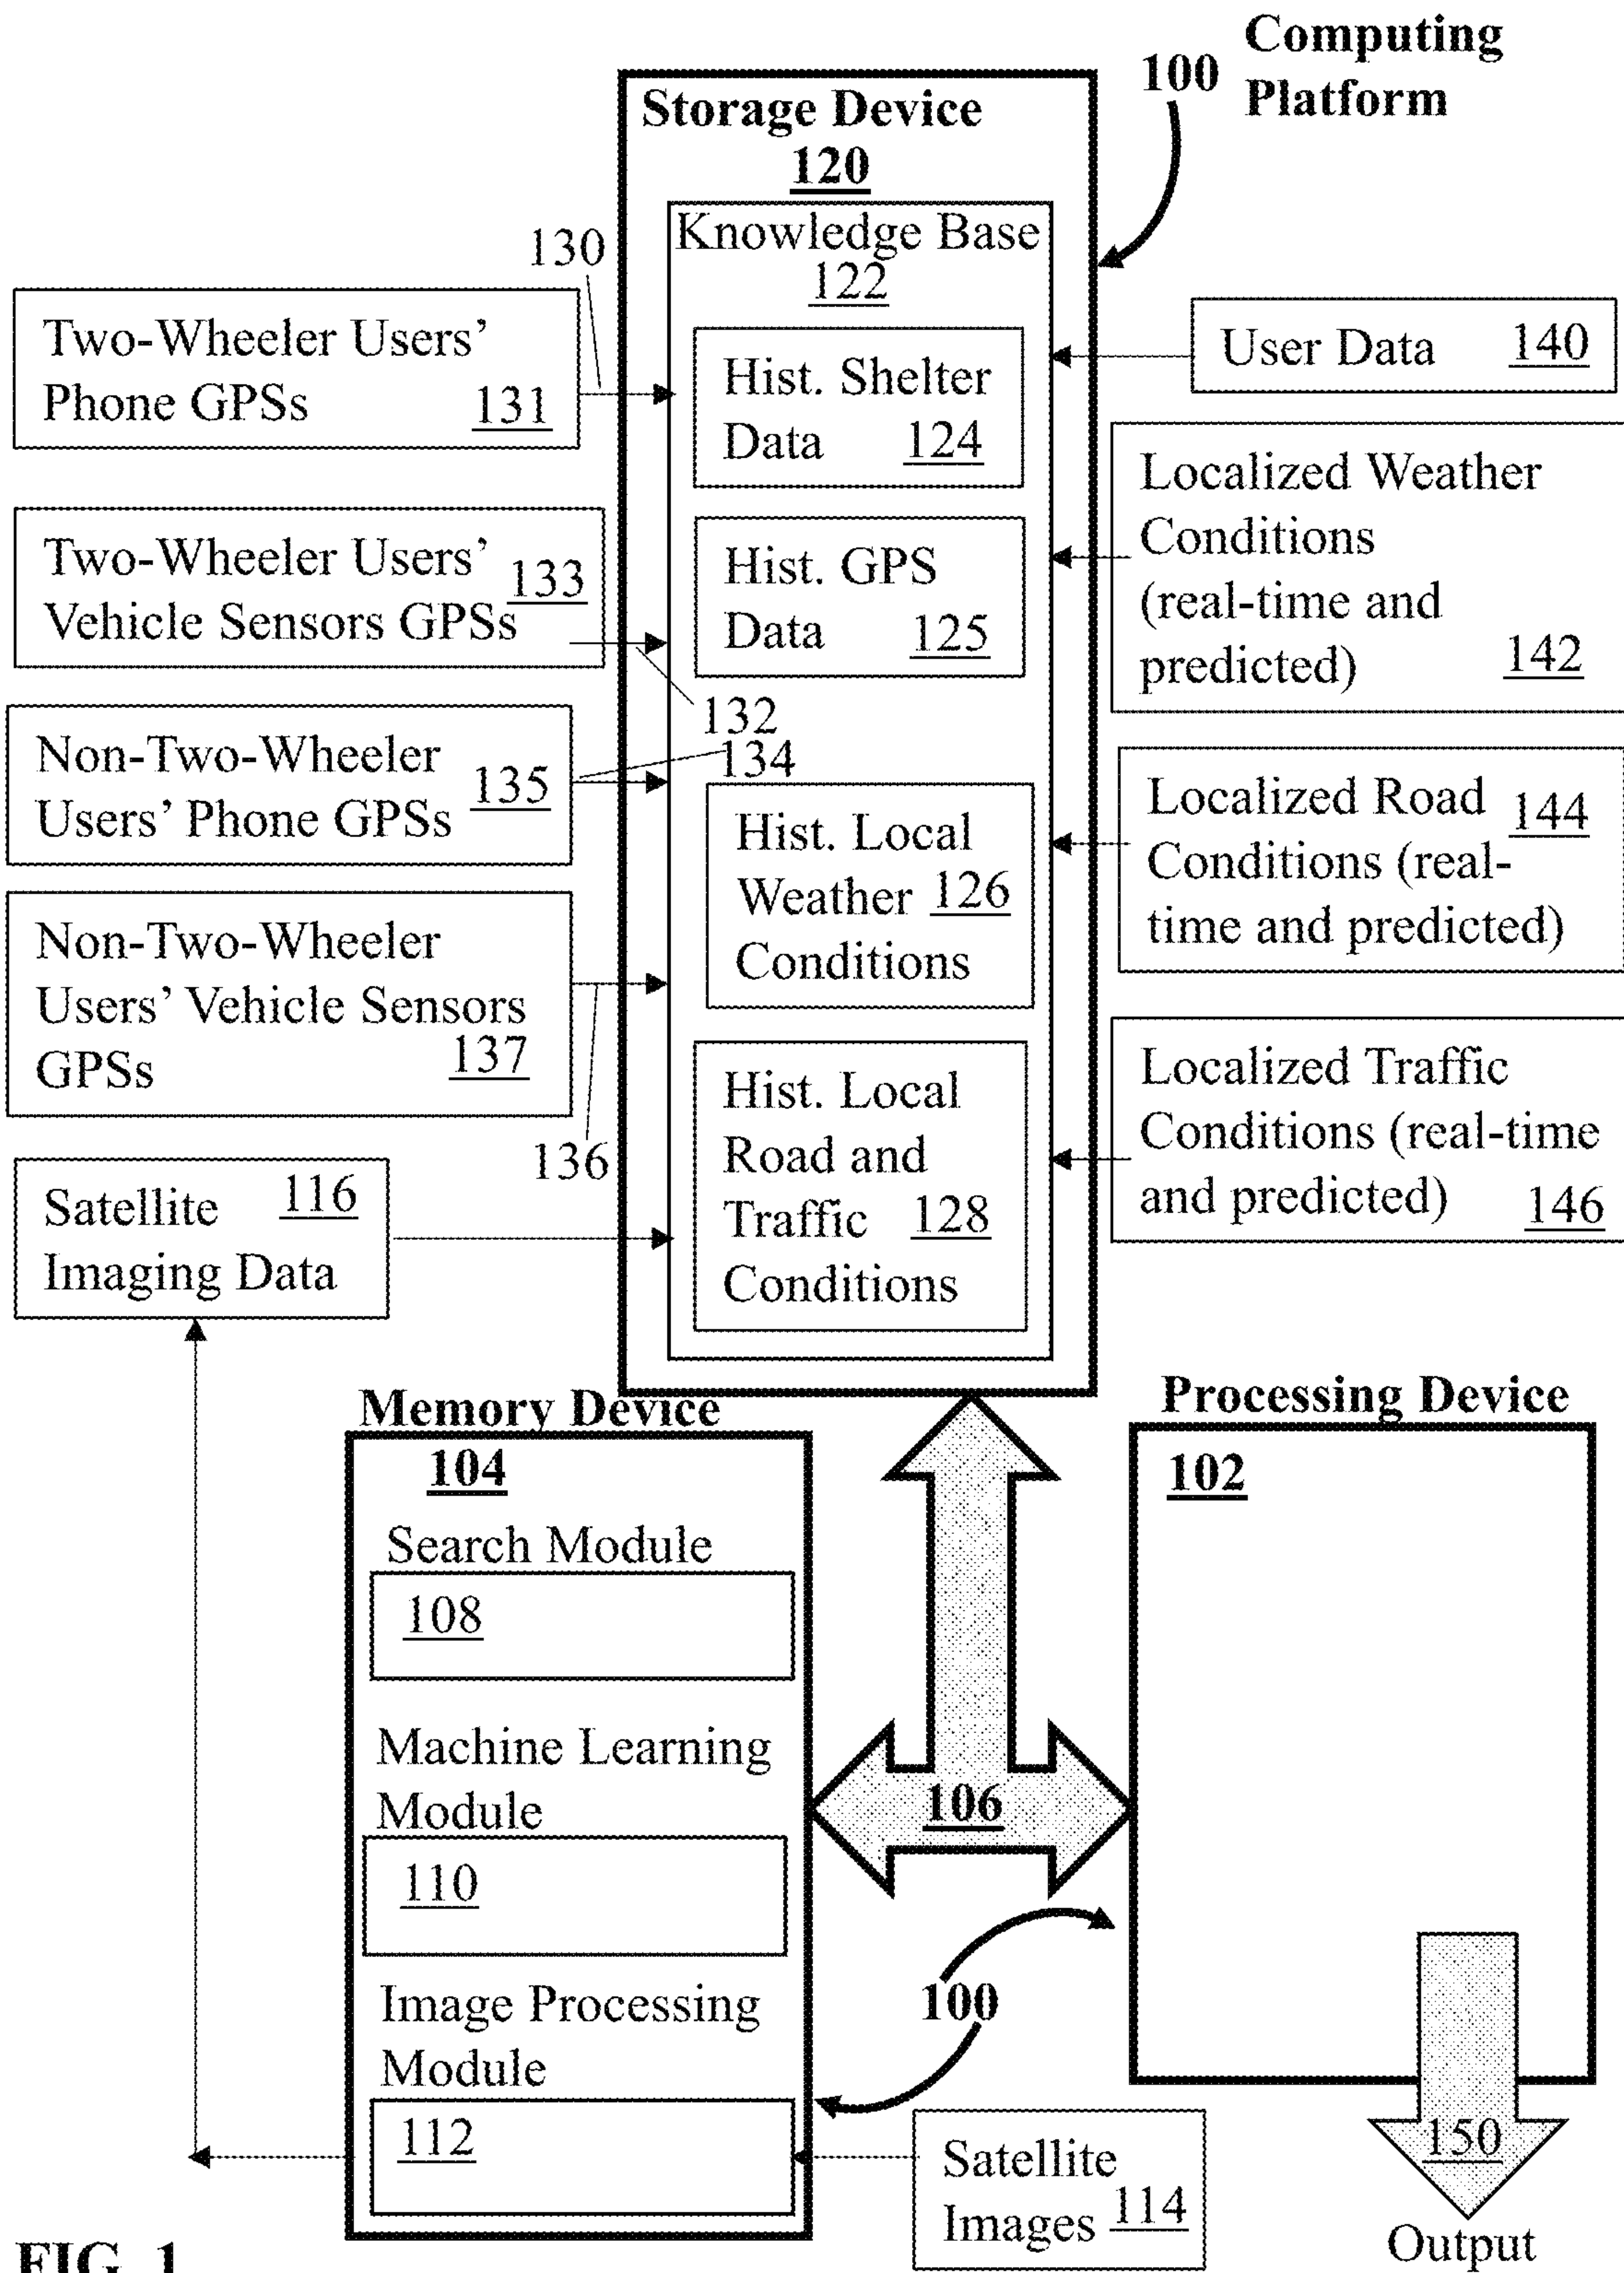 Computing
Platform
100
Storage Device
120
Knowledge Base
122
Hist. Shelter
Data 124
Hist. GPS
Data 125
Hist. Local
Weather 126
Conditions
Hist. Local
Road and
Traffic 128
Conditions
130
Two-Wheeler Users’
Phone GPSs 131
Two-Wheeler Users’
133
Vehicle Sensors GPSs
132
134
Non-Two-Wheeler
135
Users’ Phone GPSs
Non-Two-Wheeler
Users’ Vehicle Sensors
GPSs 137
136
Satellite 116
Imaging Data
User Data 140
Localized Weather
Conditions
(real-time and
predicted) 142
Localized Road 144
Conditions (real-
time and predicted)
Localized Traffic
Conditions (real-time
and predicted) 146
Memory Device
104
Search Module
108
Machine Learning
Module
110
Image Processing
Module
112
106
100
Processing Device
102
Satellite
Images 114
150
Output
FIG. 1